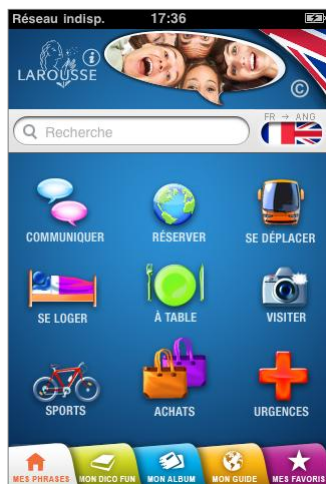 Réseau indisp. 17:36
LAROUSSE i
©
Recherche
FR → ANG
COMMUNIQUER RÉSERVER SE DÉPLACER
SE LOGER À TABLE VISITER
SPORTS ACHATS URGENCES
MES PHRASES MON DICO FUN MON ALBUM MON GUIDE MES FAVORIS